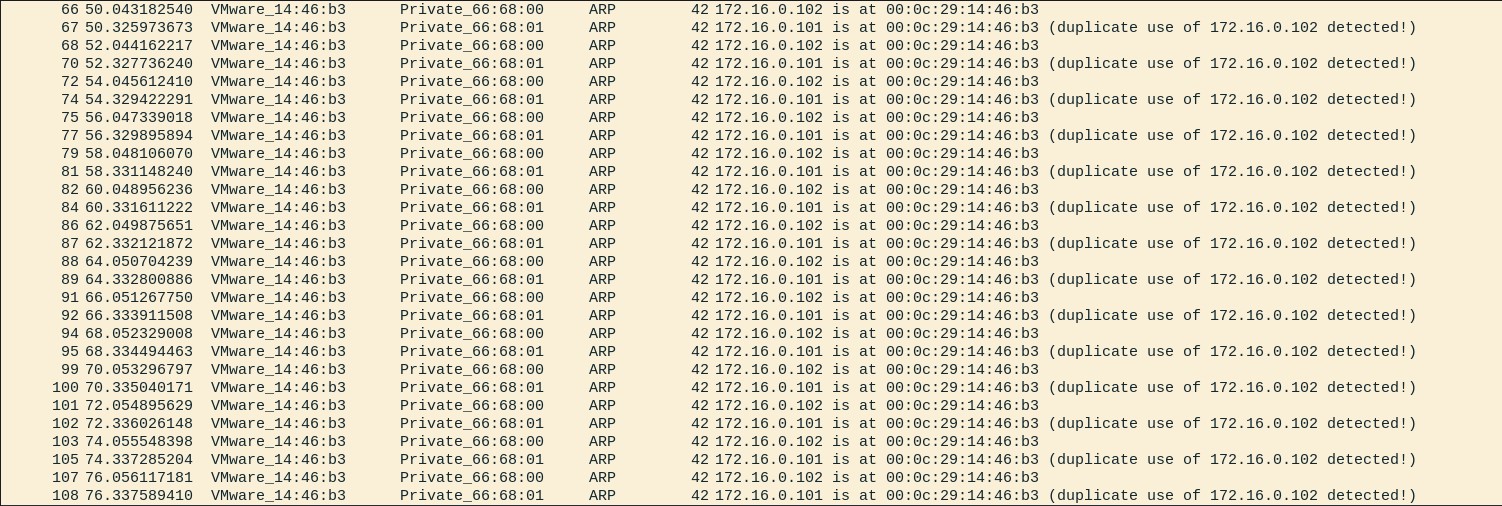 66 50.043182540 VMware_14:46:b3 Private_66:68:00 ARP 42 172.16.0.102 is at 00:0c:29:14:46:b3
67 50.325973673 VMware_14:46:b3 Private_66:68:01 ARP 42 172.16.0.101 is at 00:0c:29:14:46:b3 (duplicate use of 172.16.0.102 detected!)
68 52.044162217 VMware_14:46:b3 Private_66:68:00 ARP 42 172.16.0.102 is at 00:0c:29:14:46:b3
70 52.327736240 VMware_14:46:b3 Private_66:68:01 ARP 42 172.16.0.101 is at 00:0c:29:14:46:b3 (duplicate use of 172.16.0.102 detected!)
72 54.045612410 VMware_14:46:b3 Private_66:68:00 ARP 42 172.16.0.102 is at 00:0c:29:14:46:b3
74 54.329422291 VMware_14:46:b3 Private_66:68:01 ARP 42 172.16.0.101 is at 00:0c:29:14:46:b3 (duplicate use of 172.16.0.102 detected!)
75 56.047339018 VMware_14:46:b3 Private_66:68:00 ARP 42 172.16.0.102 is at 00:0c:29:14:46:b3
77 56.329895894 VMware_14:46:b3 Private_66:68:01 ARP 42 172.16.0.101 is at 00:0c:29:14:46:b3 (duplicate use of 172.16.0.102 detected!)
79 58.048106070 VMware_14:46:b3 Private_66:68:00 ARP 42 172.16.0.102 is at 00:0c:29:14:46:b3
81 58.331148240 VMware_14:46:b3 Private_66:68:01 ARP 42 172.16.0.101 is at 00:0c:29:14:46:b3 (duplicate use of 172.16.0.102 detected!)
82 60.048956236 VMware_14:46:b3 Private_66:68:00 ARP 42 172.16.0.102 is at 00:0c:29:14:46:b3
84 60.331611222 VMware_14:46:b3 Private_66:68:01 ARP 42 172.16.0.101 is at 00:0c:29:14:46:b3 (duplicate use of 172.16.0.102 detected!)
86 62.049875651 VMware_14:46:b3 Private_66:68:00 ARP 42 172.16.0.102 is at 00:0c:29:14:46:b3
87 62.332121872 VMware_14:46:b3 Private_66:68:01 ARP 42 172.16.0.101 is at 00:0c:29:14:46:b3 (duplicate use of 172.16.0.102 detected!)
88 64.050704239 VMware_14:46:b3 Private_66:68:00 ARP 42 172.16.0.102 is at 00:0c:29:14:46:b3
89 64.332800886 VMware_14:46:b3 Private_66:68:01 ARP 42 172.16.0.101 is at 00:0c:29:14:46:b3 (duplicate use of 172.16.0.102 detected!)
91 66.051267750 VMware_14:46:b3 Private_66:68:00 ARP 42 172.16.0.102 is at 00:0c:29:14:46:b3
92 66.333911508 VMware_14:46:b3 Private_66:68:01 ARP 42 172.16.0.101 is at 00:0c:29:14:46:b3 (duplicate use of 172.16.0.102 detected!)
94 68.052329008 VMware_14:46:b3 Private_66:68:00 ARP 42 172.16.0.102 is at 00:0c:29:14:46:b3
95 68.334494463 VMware_14:46:b3 Private_66:68:01 ARP 42 172.16.0.101 is at 00:0c:29:14:46:b3 (duplicate use of 172.16.0.102 detected!)
99 70.053296797 VMware_14:46:b3 Private_66:68:00 ARP 42 172.16.0.102 is at 00:0c:29:14:46:b3
100 70.335040171 VMware_14:46:b3 Private_66:68:01 ARP 42 172.16.0.101 is at 00:0c:29:14:46:b3 (duplicate use of 172.16.0.102 detected!)
101 72.054895629 VMware_14:46:b3 Private_66:68:00 ARP 42 172.16.0.102 is at 00:0c:29:14:46:b3
102 72.336026148 VMware_14:46:b3 Private_66:68:01 ARP 42 172.16.0.101 is at 00:0c:29:14:46:b3 (duplicate use of 172.16.0.102 detected!)
103 74.055548398 VMware_14:46:b3 Private_66:68:00 ARP 42 172.16.0.102 is at 00:0c:29:14:46:b3
105 74.337285204 VMware_14:46:b3 Private_66:68:01 ARP 42 172.16.0.101 is at 00:0c:29:14:46:b3 (duplicate use of 172.16.0.102 detected!)
107 76.056117181 VMware_14:46:b3 Private_66:68:00 ARP 42 172.16.0.102 is at 00:0c:29:14:46:b3
108 76.337589410 VMware_14:46:b3 Private_66:68:01 ARP 42 172.16.0.101 is at 00:0c:29:14:46:b3 (duplicate use of 172.16.0.102 detected!)